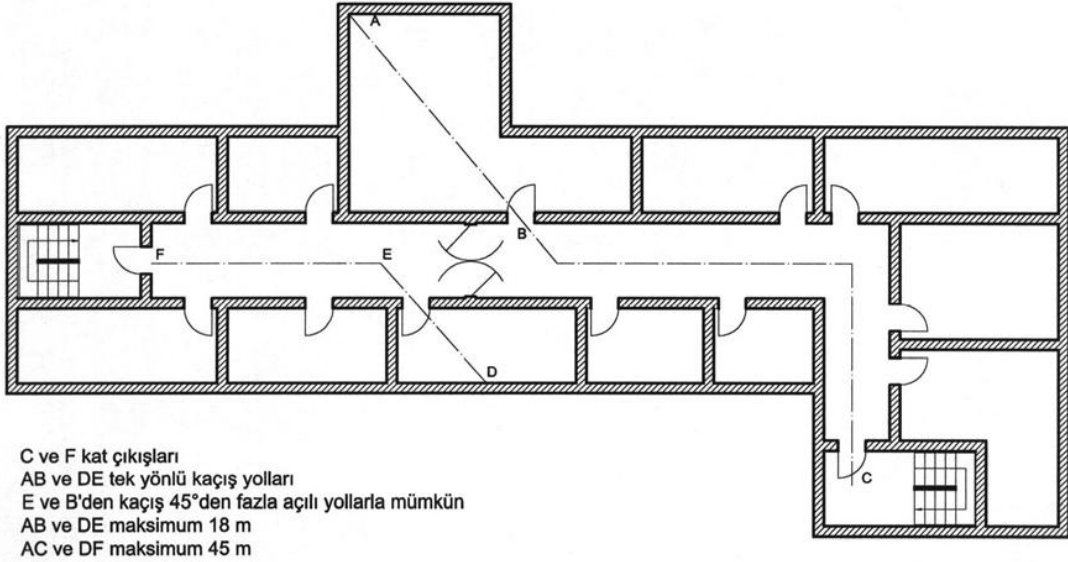 A
B
F
E
D
C
C ve F kat çıkışları
AB ve DE tek yönlü kaçış yolları
E ve B'den kaçış 45°den fazla açılı yollarla mümkün
AB ve DE maksimum 18 m
AC ve DF maksimum 45 m